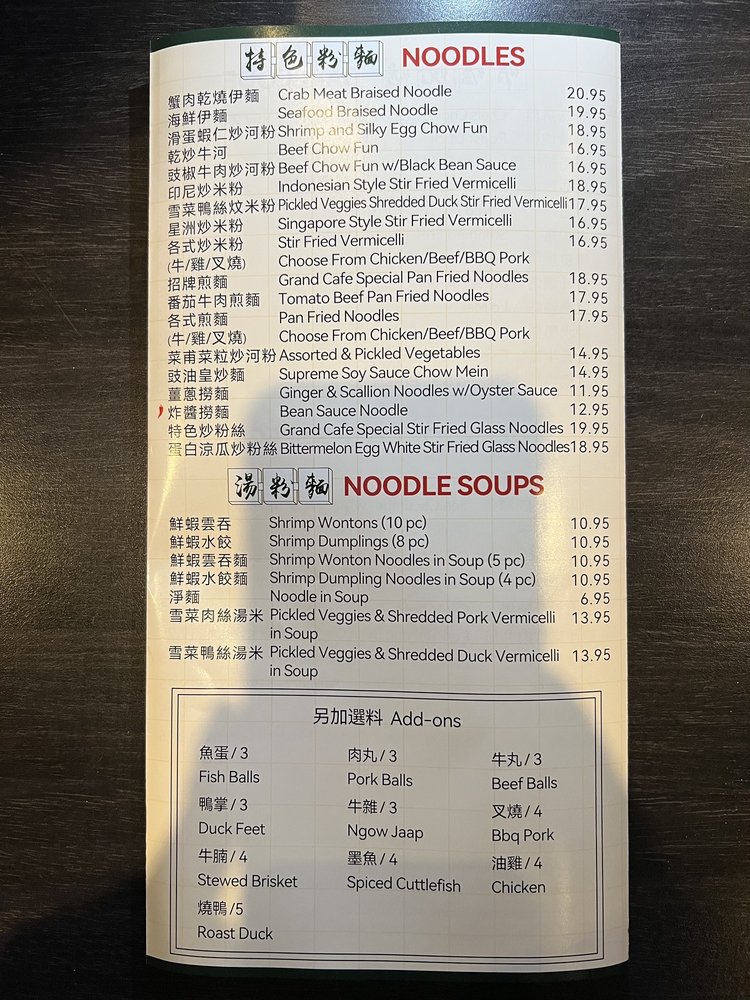 特色粉麵 NOODLES
蟹肉乾燒伊麵 Crab Meat Braised Noodle 20.95
海鮮伊麵 Seafood Braised Noodle 19.95
滑蛋蝦仁炒河粉 Shrimp and Silky Egg Chow Fun 18.95
乾炒牛河 Beef Chow Fun 16.95
豉椒牛肉炒河粉 Beef Chow Fun w/Black Bean Sauce 16.95
印尼炒米粉 Indonesian Style Stir Fried Vermicelli 18.95
雪菜鴨絲炆米粉 Pickled Veggies Shredded Duck Stir Fried Vermicelli 17.95
星洲炒米粉 Singapore Style Stir Fried Vermicelli 16.95
各式炒米粉 Stir Fried Vermicelli 16.95
(牛/雞/叉燒) Choose From Chicken/Beef/BBQ Pork
招牌煎麵 Grand Cafe Special Pan Fried Noodles 18.95
番茄牛肉煎麵 Tomato Beef Pan Fried Noodles 17.95
各式煎麵 Pan Fried Noodles 17.95
(牛/雞/叉燒) Choose From Chicken/Beef/BBQ Pork
菜甫菜粒炒河粉 Assorted & Pickled Vegetables 14.95
豉油皇炒麵 Supreme Soy Sauce Chow Mein 14.95
薑蔥撈麵 Ginger & Scallion Noodles w/Oyster Sauce 11.95
炸醬撈麵 Bean Sauce Noodle 12.95
特色炒粉絲 Grand Cafe Special Stir Fried Glass Noodles 19.95
蛋白涼瓜炒粉絲 Bittermelon Egg White Stir Fried Glass Noodles 18.95
湯粉麵 NOODLE SOUPS
鮮蝦雲吞 Shrimp Wontons (10 pc) 10.95
鮮蝦水餃 Shrimp Dumplings (8 pc) 10.95
鮮蝦雲吞麵 Shrimp Wonton Noodles in Soup (5 pc) 10.95
鮮蝦水餃麵 Shrimp Dumpling Noodles in Soup (4 pc) 10.95
淨麵 Noodle in Soup 6.95
雪菜肉絲湯米 Pickled Veggies & Shredded Pork Vermicelli 13.95
in Soup
雪菜鴨絲湯米 Pickled Veggies & Shredded Duck Vermicelli 13.95
in Soup
另加選料 Add-ons
魚蛋/3 肉丸/3 牛丸/3
Fish Balls Pork Balls Beef Balls
鴨掌/3 牛雜/3 叉燒/4
Duck Feet Ngow Jaap Bbq Pork
牛腩/4 墨魚/4 油雞/4
Stewed Brisket Spiced Cuttlefish Chicken
燒鴨/5
Roast Duck